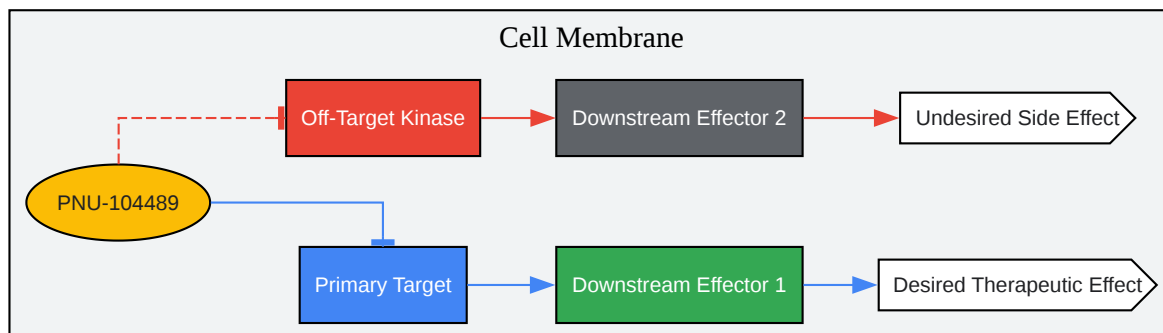 Cell Membrane
Off-Target Kinase
Downstream Effector 2
Undesired Side Effect
PNU-104489
Primary Target
Downstream Effector 1
Desired Therapeutic Effect